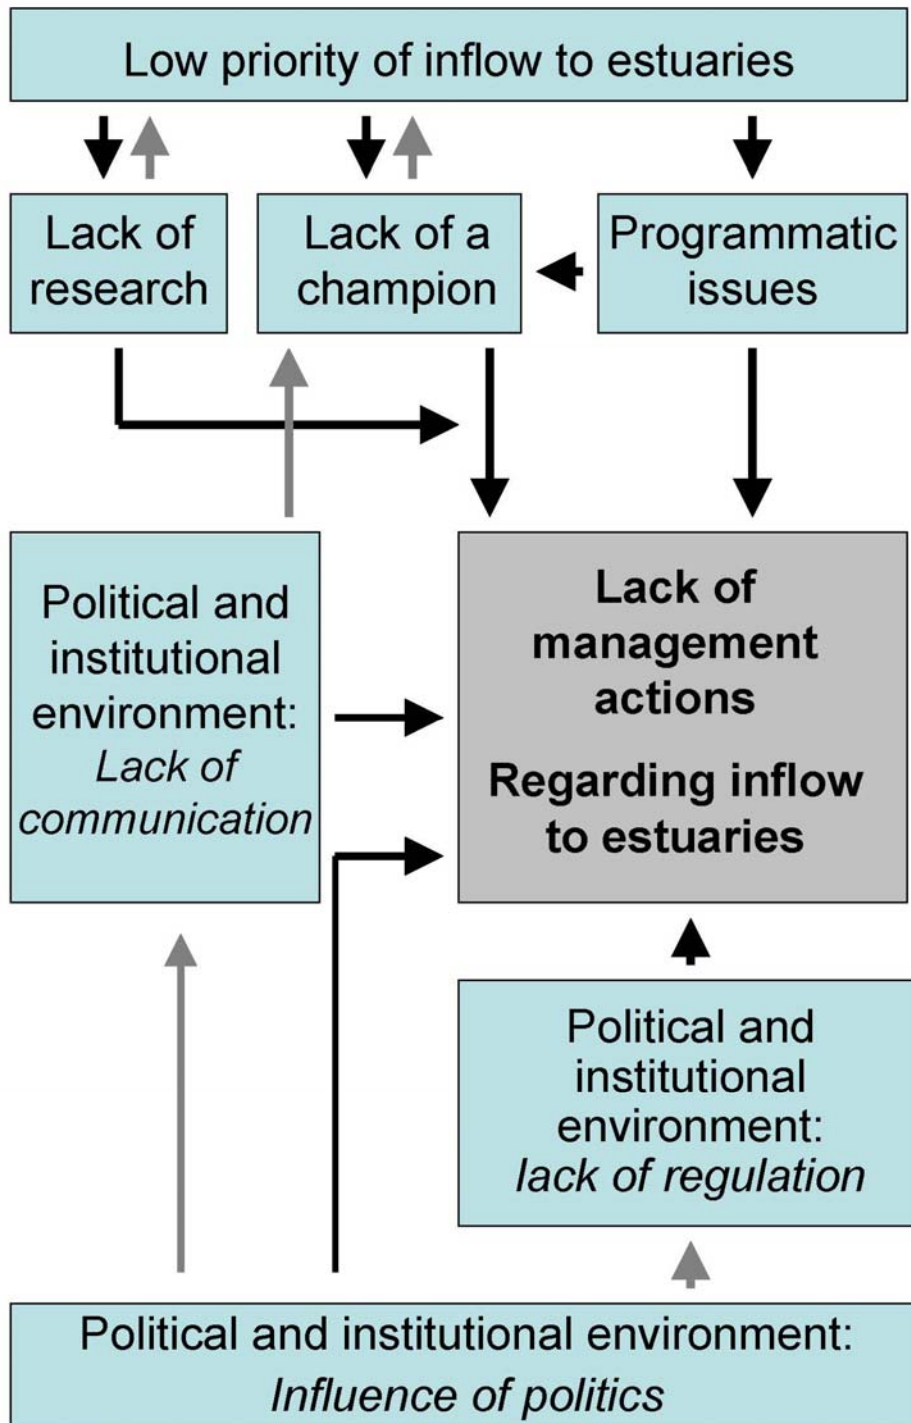 Low priority of inflow to estuaries
Lack of
research
Lack of a
champion
Programmatic
issues
Political and
institutional
environment:
Lack of
communication
Lack of
management
actions
Regarding inflow
to estuaries
Political and
institutional
environment:
lack of regulation
Political and institutional environment:
Influence of politics